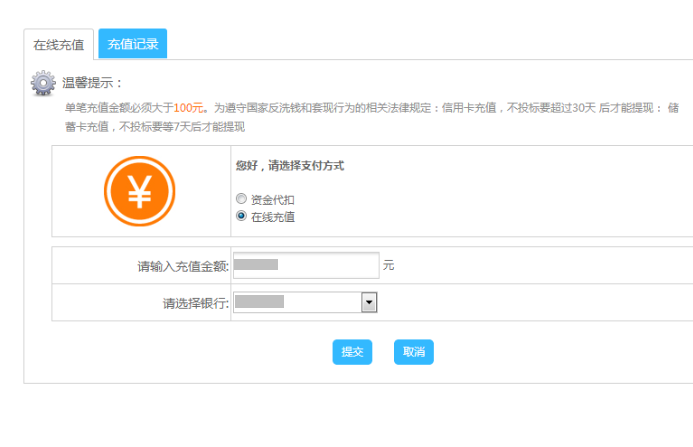 在线充值 充值记录
温馨提示：
单笔充值金额必须大于100元。为遵守国家反洗钱和套现行为的相关法律规定：信用卡充值，不投标要超过30天 后才能提现： 储
蓄卡充值，不投标要等7天后才能提现
您好，请选择支付方式
资金代扣
在线充值
请输入充值金额: 元
请选择银行:
提交 取消